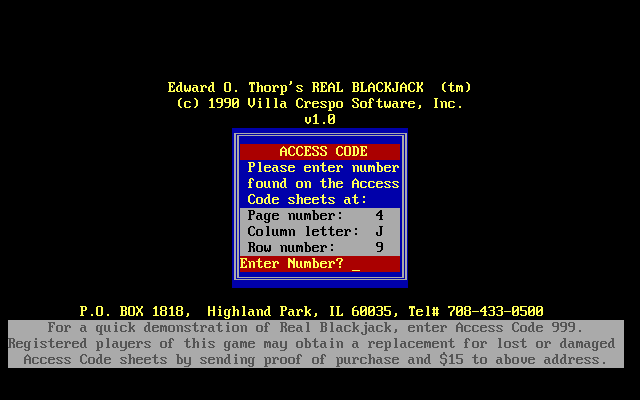 Edward O. Thorp's REAL BLACKJACK (tm)
(c) 1990 Villa Crespo Software, Inc.
v1.0
ACCESS CODE
Please enter number
found on the Access
Code sheets at:
Page number: 4
Column letter: J
Row number: 9
Enter Number? _
P.O. BOX 1818, Highland Park, IL 60035, Tel# 708-433-0500
For a quick demonstration of Real Blackjack, enter Access Code 999.
Registered players of this game may obtain a replacement for lost or damaged
Access Code sheets by sending proof of purchase and $15 to above address.